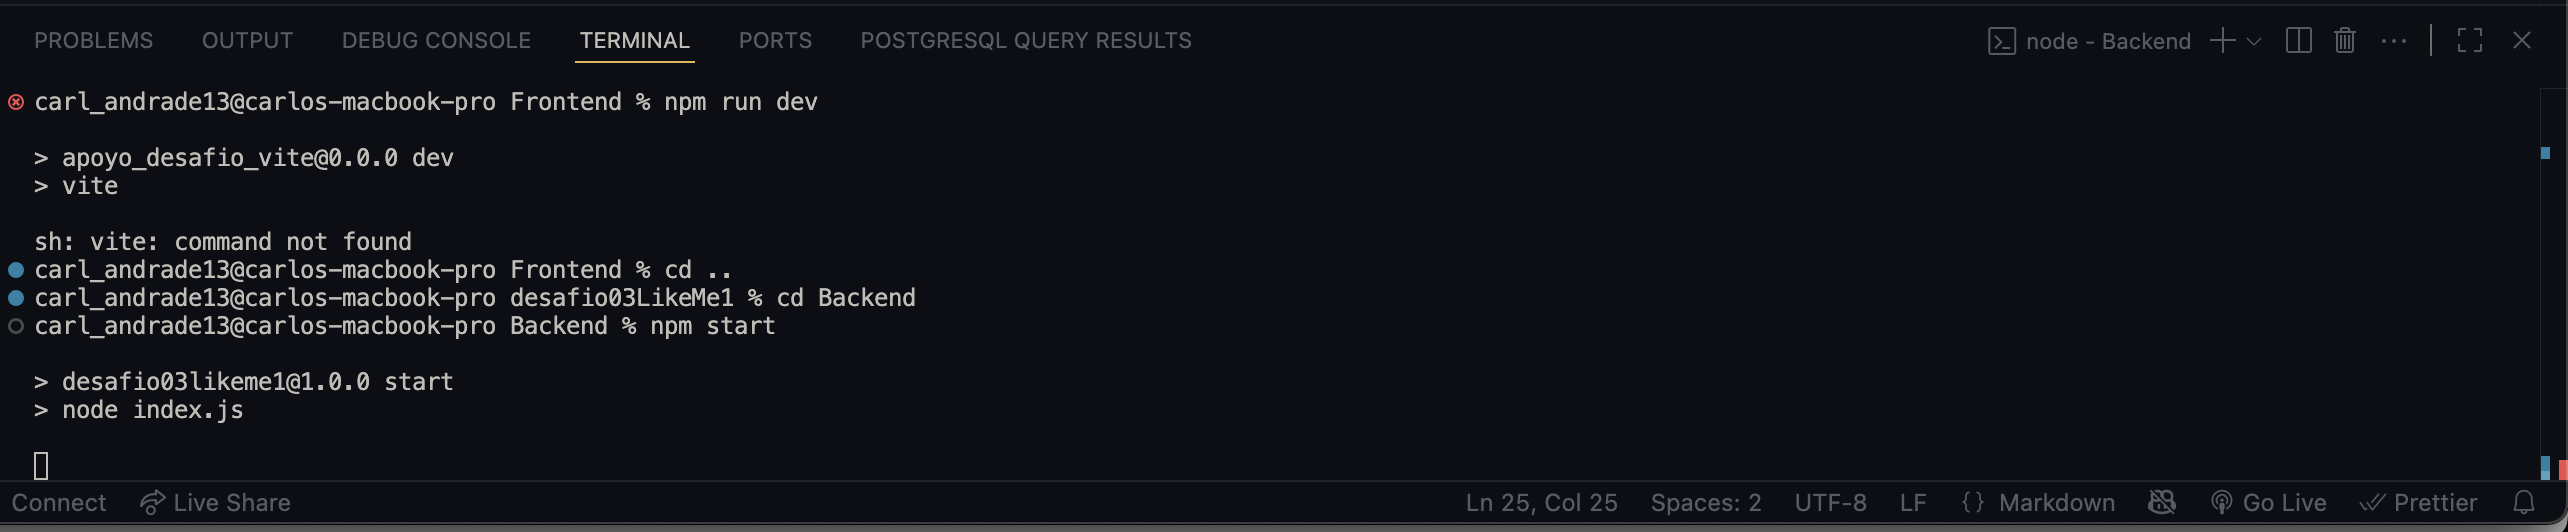 PROBLEMS OUTPUT DEBUG CONSOLE TERMINAL PORTS POSTGRESQL QUERY RESULTS node - Backend
carl_andrade13@carlos-macbook-pro Frontend % npm run dev
> apoyo_desafio_vite@0.0.0 dev
> vite
sh: vite: command not found
carl_andrade13@carlos-macbook-pro Frontend % cd ..
carl_andrade13@carlos-macbook-pro desafio03LikeMe1 % cd Backend
carl_andrade13@carlos-macbook-pro Backend % npm start
> desafio03likeme1@1.0.0 start
> node index.js
Connect Live Share Ln 25, Col 25 Spaces: 2 UTF-8 LF {} Markdown Go Live Prettier